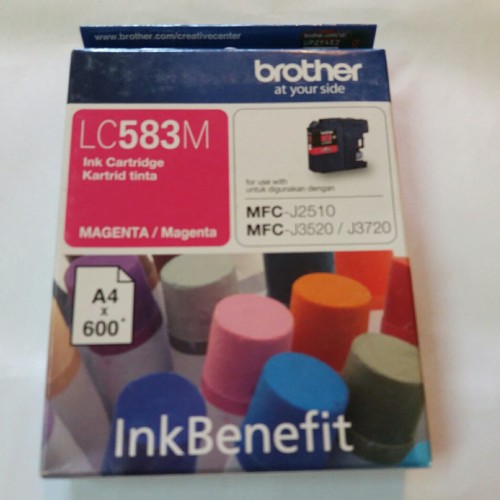 www.brother.com/creativecenter
brother
at your side
LC583M
Ink Cartridge
Kartrid tinta
MAGENTA / Magenta
for use with
untuk digunakan dengan
MFC-J2510
MFC-J3520 / J3720
A4
x
600*
InkBenefit